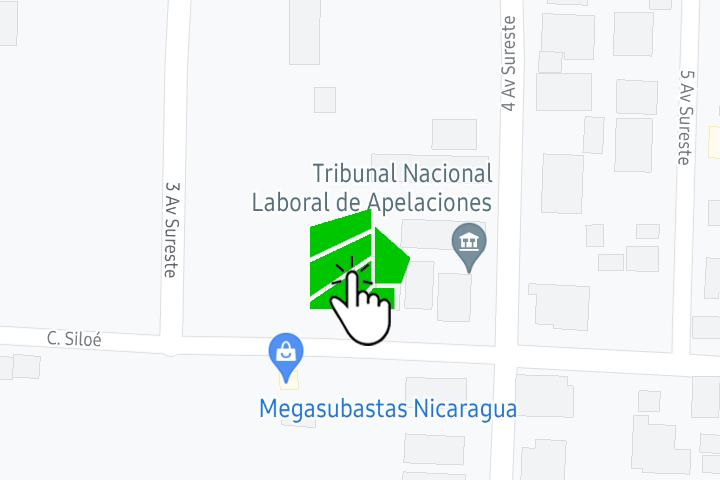 4 Av Sureste
5 Av Sureste
Tribunal Nacional
Laboral de Apelaciones
3 Av Sureste
C. Siloé
Megasubastas Nicaragua